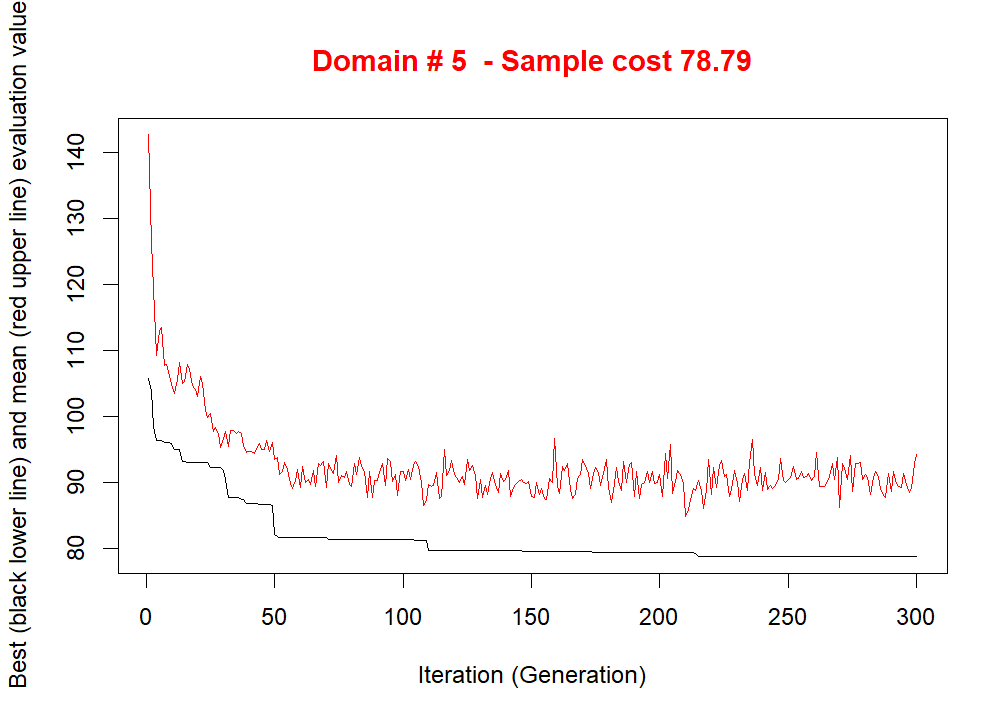 Domain # 5  - Sample cost 78.79
Best (black lower line) and mean (red upper line) evaluation value
140
130
120
110
100
90
80
0 50 100 150 200 250 300
Iteration (Generation)